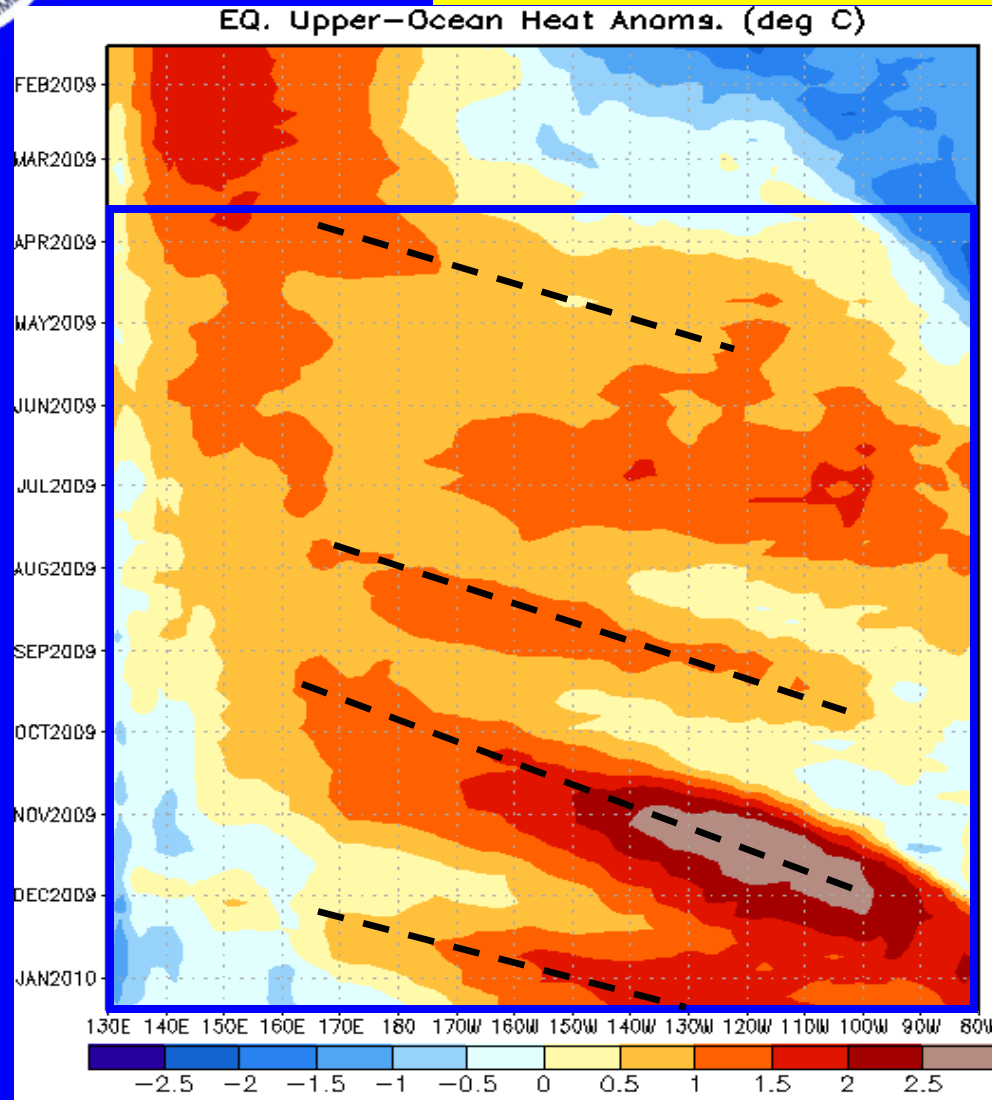 EQ. Upper-Ocean Heat Anoms. (deg C)
FEB2009
MAR2009
APR2009
MAY2009
JUN2009
JUL2009
AUG2009
SEP2009
OCT2009
NOV2009
DEC2009
JAN2010
130E 140E 150E 160E 170E 180 170W 160W 150W 140W 130W 120W 110W 100W 90W 80W
-2.5 -2 -1.5 -1 -0.5 0 0.5 1 1.5 2 2.5